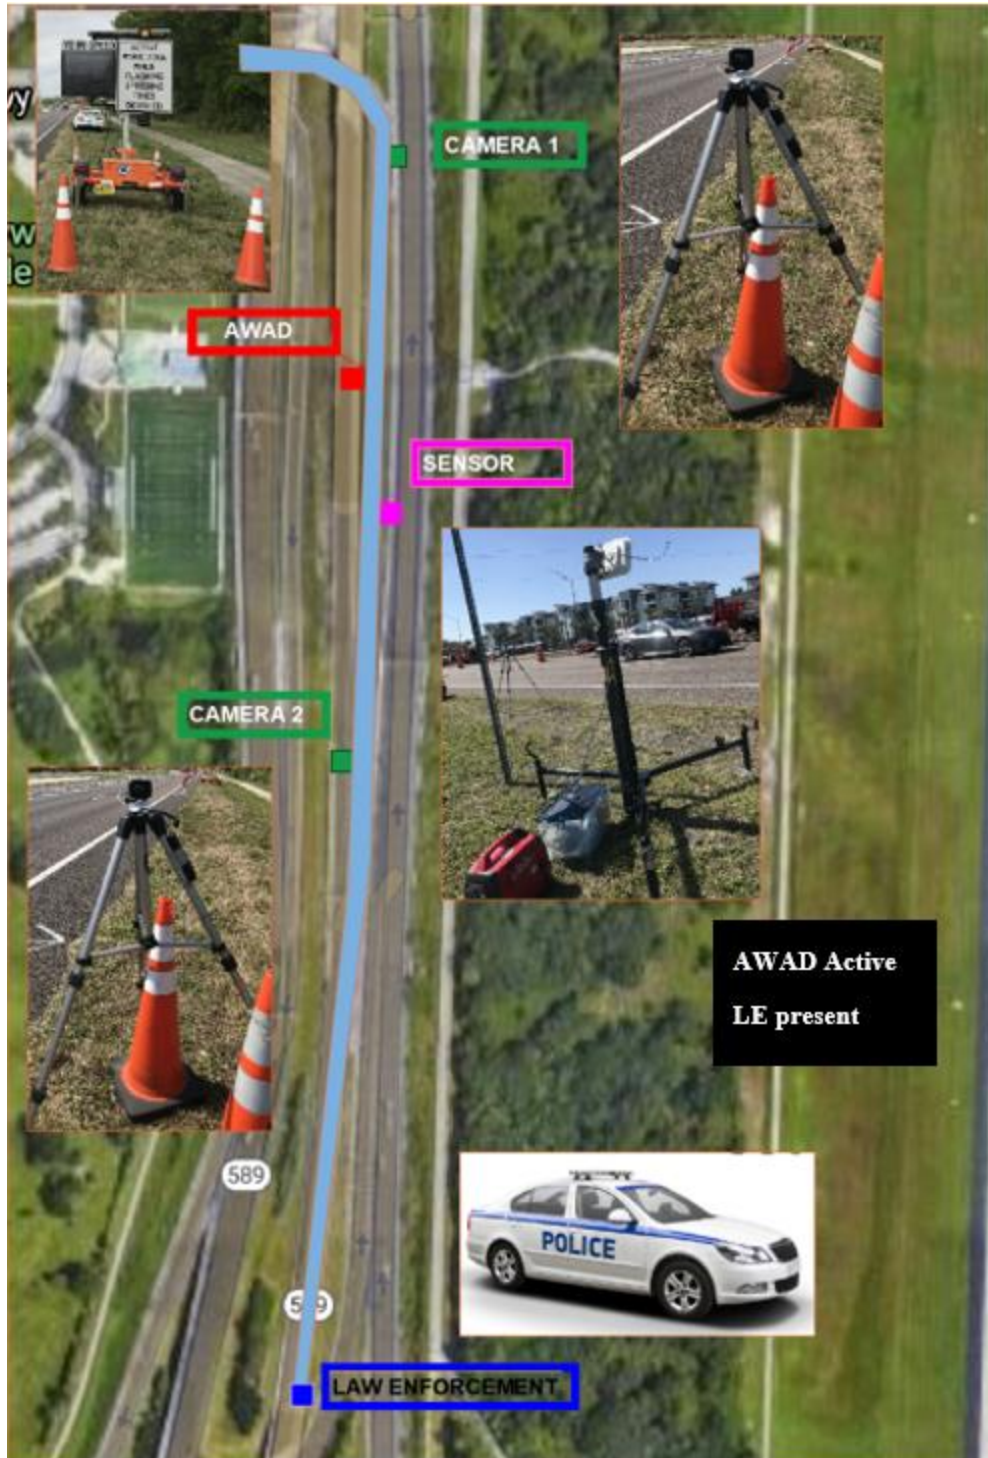 CAMERA 1
AWAD
SENSOR
CAMERA 2
AWAD Active
LE present
589
POLICE
LAW ENFORCEMENT